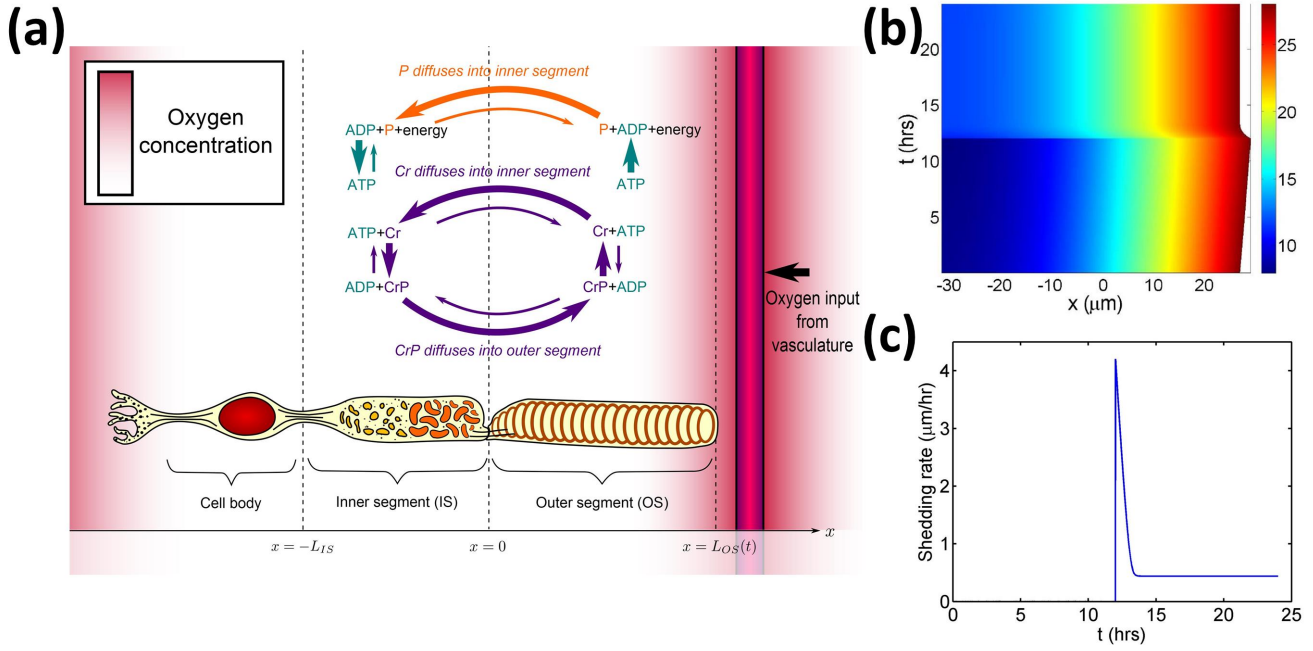 (a)
Oxygen
concentration
P diffuses into inner segment
ADP+P+energy
P+ADP+energy
ATP
ATP
Cr diffuses into inner segment
ATP+Cr
Cr+ATP
ADP+CrP
CrP+ADP
CrP diffuses into outer segment
Oxygen input
from
vasculature
Cell body
Inner segment (IS)
Outer segment (OS)
x = −L_IS
x = 0
x = L_OS(t)
x
(b)
20
15
10
5
t (hrs)
-30
-20
-10
0
10
20
x (μm)
25
20
15
10
(c)
4
3
2
1
0
Shedding rate (μm/hr)
0
5
10
15
20
25
t (hrs)